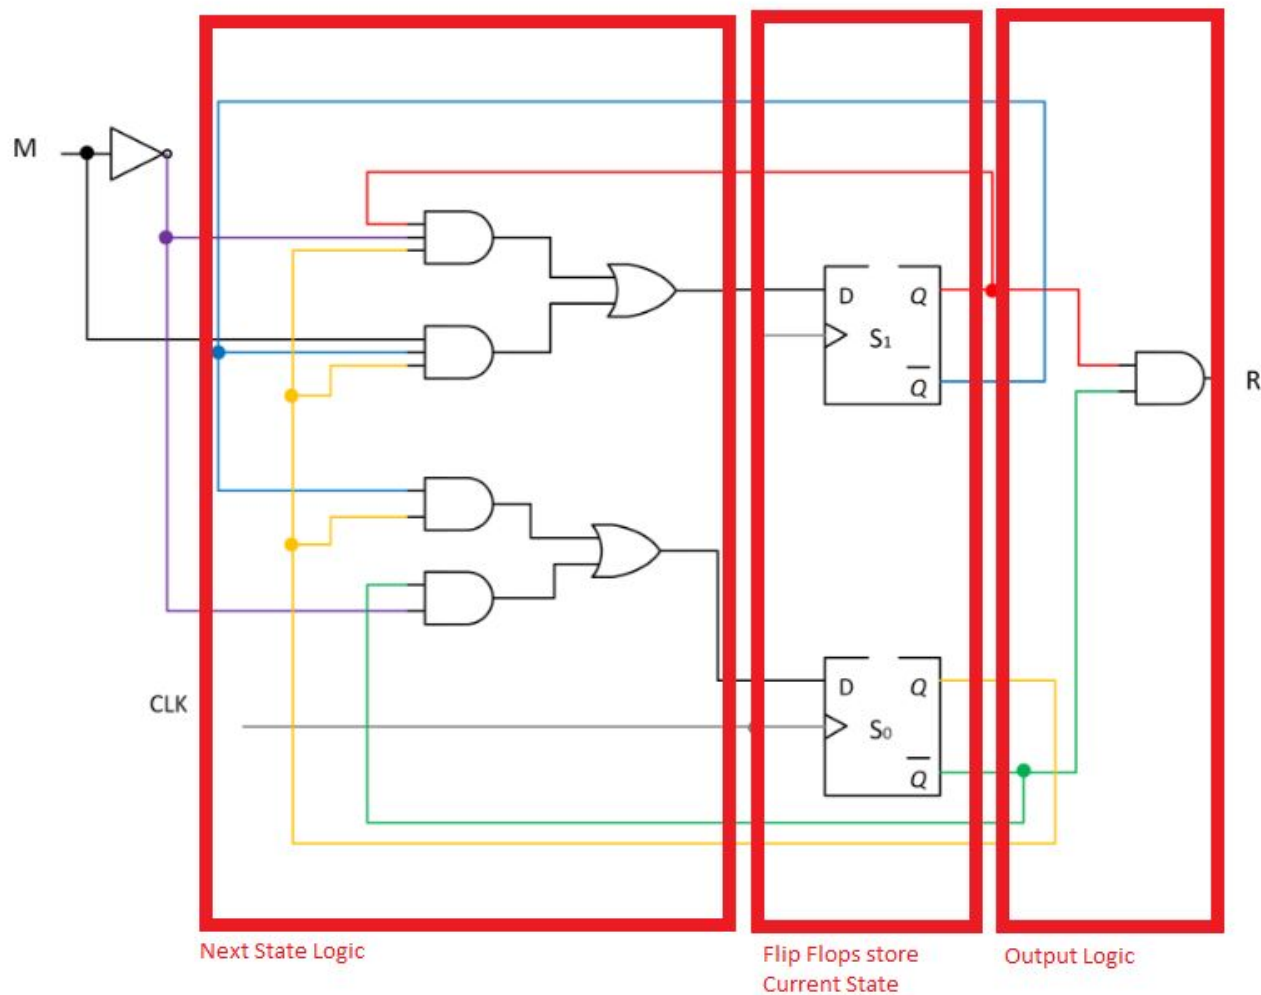 M
D Q
S₁
Q
R
D Q
CLK
S₀
Q
Next State Logic
Flip Flops store
Current State
Output Logic